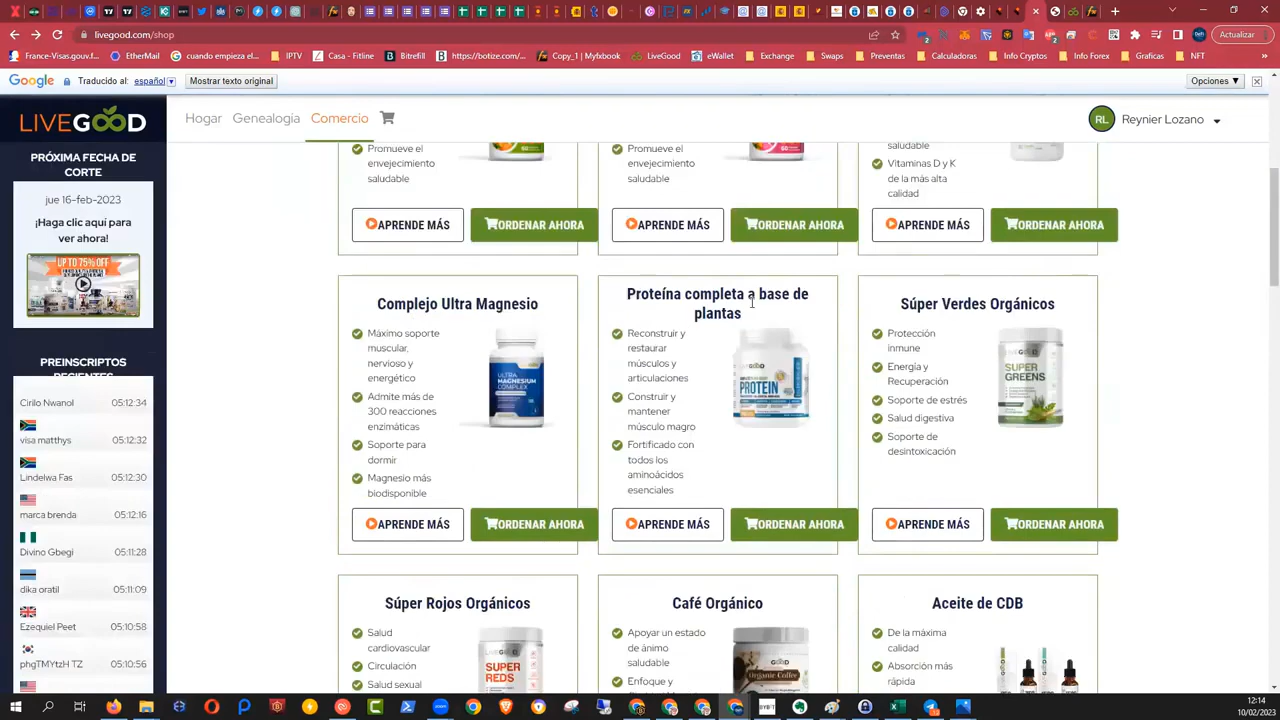 livegood.com/shop
Actualizar
France-Visas.gouv.f...
EtherMail
cuando empieza el...
IPTV
Casa - Fitline
Bitrefill
https://botize.com/...
Copy_1 | Myfxbook
LiveGood
eWallet
Exchange
Swaps
Preventas
Calculadoras
Info Cryptos
Info Forex
Graficas
NFT
Google
Traducido al: español
Mostrar texto original
Opciones ▼
LIVEGOOD
Hogar
Genealogia
Comercio
RL
Reynier Lozano
PRÓXIMA FECHA DE
CORTE
jue 16-feb-2023
¡Haga clic aquí para
ver ahora!
UP TO 75% OFF
PREINSCRIPTOS
RECIENTES
Cirilo Nwanol 05:12:34
visa matthys 05:12:32
Lindelwa Fas 05:12:30
marca brenda 05:12:16
Divino Gbegi 05:11:28
dika oratil 05:11:09
Ezequiel Peet 05:10:58
phgTMYtzH TZ 05:10:56
Promueve el
envejecimiento
saludable
APRENDE MÁS
ORDENAR AHORA
Promueve el
envejecimiento
saludable
APRENDE MÁS
ORDENAR AHORA
saludable
Vitaminas D y K
de la más alta
calidad
APRENDE MÁS
ORDENAR AHORA
Complejo Ultra Magnesio
Máximo soporte
muscular,
nervioso y
energético
Admite más de
300 reacciones
enzimáticas
Soporte para
dormir
Magnesio más
biodisponible
ULTRA
MAGNESIUM
COMPLEX
APRENDE MÁS
ORDENAR AHORA
Proteína completa a base de
plantas
Reconstruir y
restaurar
músculos y
articulaciones
Construir y
mantener
músculo magro
Fortificado con
todos los
aminoácidos
esenciales
PROTEIN
APRENDE MÁS
ORDENAR AHORA
Súper Verdes Orgánicos
Protección
inmune
Energía y
Recuperación
Soporte de estrés
Salud digestiva
Soporte de
desintoxicación
LIVEGOOD
SUPER
GREENS
APRENDE MÁS
ORDENAR AHORA
Súper Rojos Orgánicos
Salud
cardiovascular
Circulación
Salud sexual
LIVEGOOD
SUPER
REDS
Café Orgánico
Apoyar un estado
de ánimo
saludable
Enfoque y
Organic Coffee
Aceite de CDB
De la máxima
calidad
Absorción más
rápida
12:14
10/02/2023